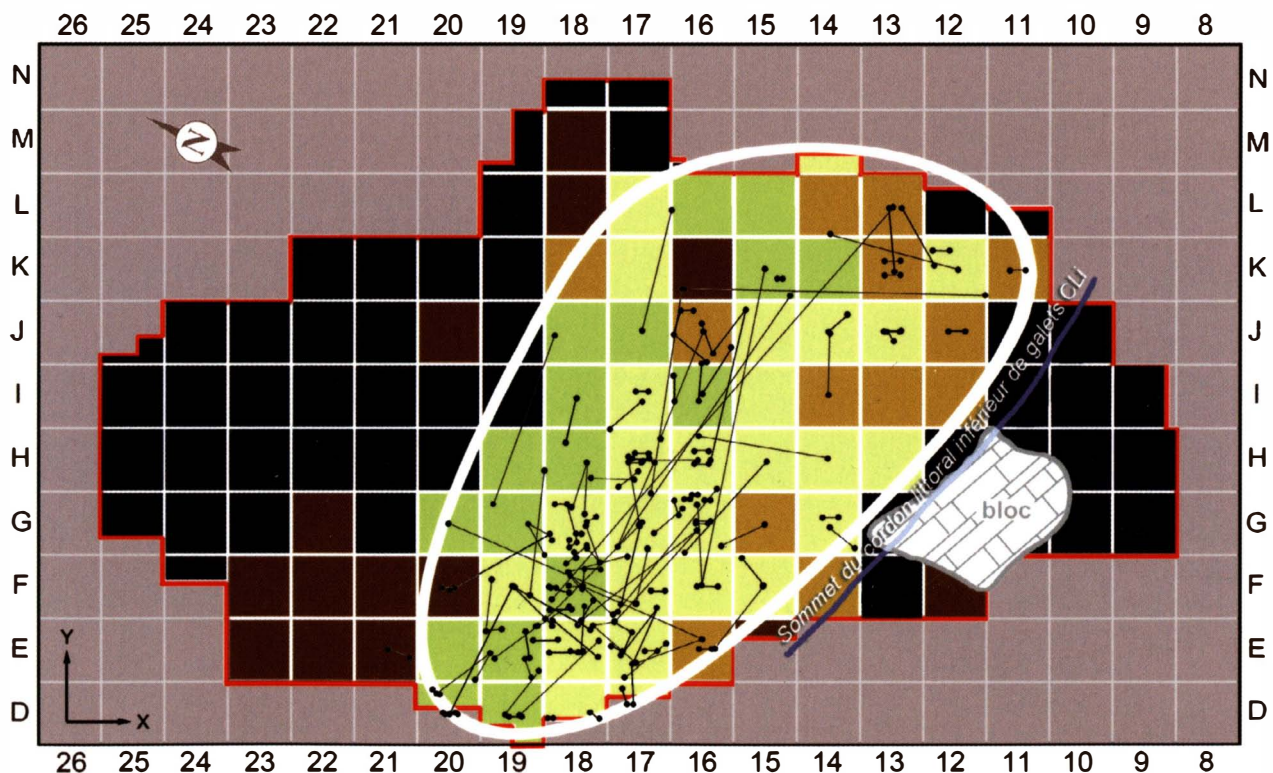 26 25 24 23 22 21 20 19 18 17 16 15 14 13 12 11 10 9 8
N N
M M
N
L L
K K
J J
I I
H H
G G
bloc
F F
Sommet du cordon littoral inférieur de galets CLi
E E
Y
D D
X
26 25 24 23 22 21 20 19 18 17 16 15 14 13 12 11 10 9 8